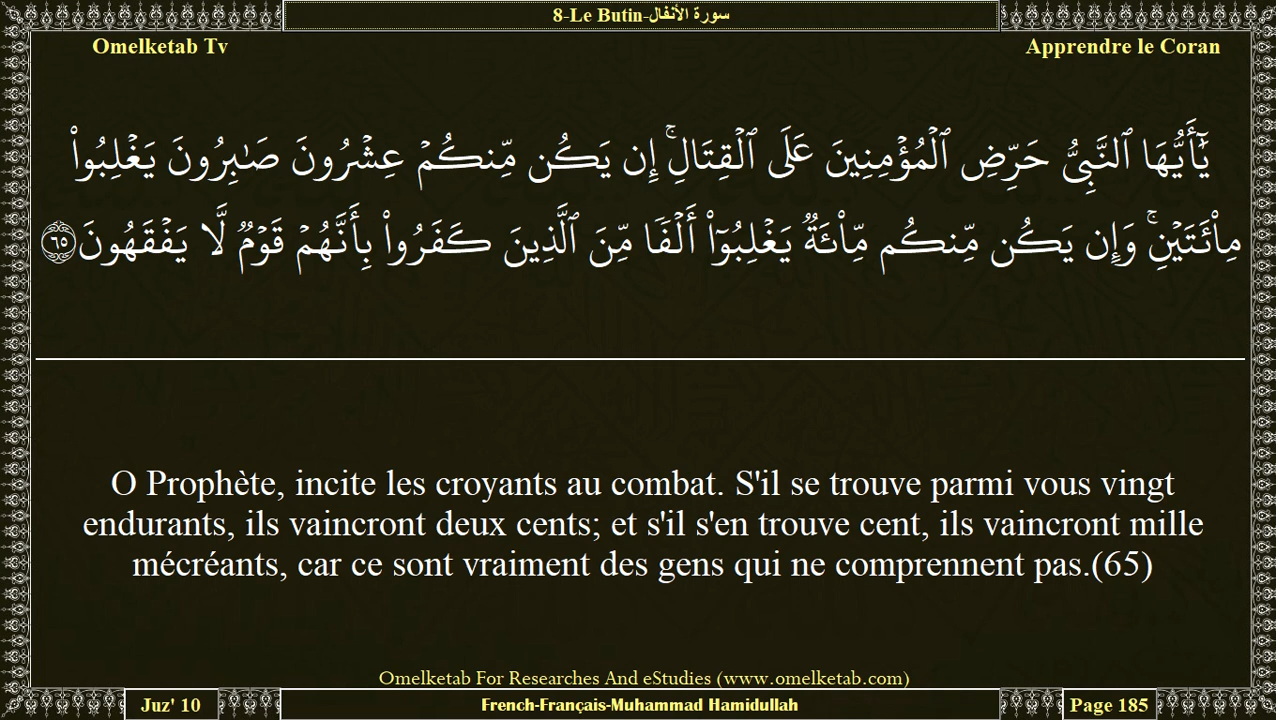 8-Le Butin-سورة الأنفال
Omelketab Tv
Apprendre le Coran
يَٰٓأَيُّهَا ٱلنَّبِىُّ حَرِّضِ ٱلْمُؤْمِنِينَ عَلَى ٱلْقِتَالِ ۚ إِن يَكُن مِّنكُمْ عِشْرُونَ صَٰبِرُونَ يَغْلِبُوا۟
مِا۟ئَتَيْنِ ۚ وَإِن يَكُن مِّنكُم مِّا۟ئَةٌ يَغْلِبُوٓا۟ أَلْفًا مِّنَ ٱلَّذِينَ كَفَرُوا۟ بِأَنَّهُمْ قَوْمٌ لَّا يَفْقَهُونَ ٦٥
O Prophète, incite les croyants au combat. S'il se trouve parmi vous vingt
endurants, ils vaincront deux cents; et s'il s'en trouve cent, ils vaincront mille
mécréants, car ce sont vraiment des gens qui ne comprennent pas.(65)
Omelketab For Researches And eStudies (www.omelketab.com)
Juz' 10
French-Français-Muhammad Hamidullah
Page 185